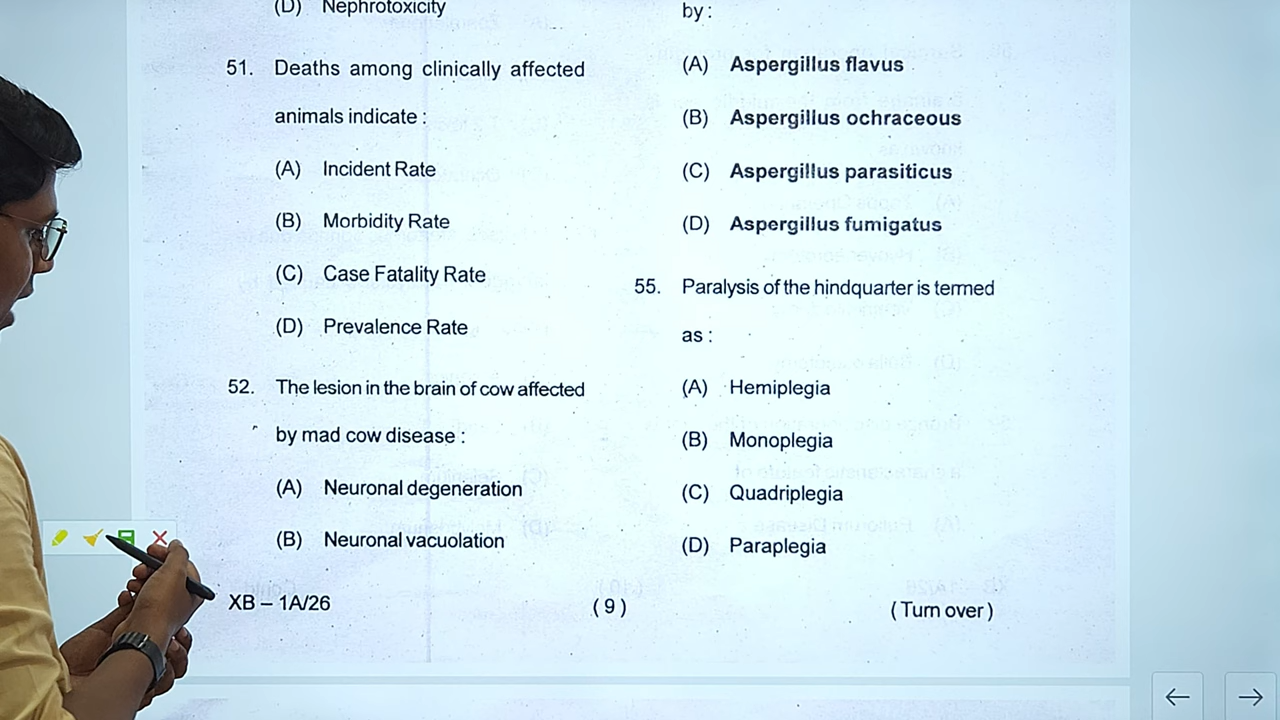 (D) Nephrotoxicity
51. Deaths among clinically affected
animals indicate :
(A) Incident Rate
(B) Morbidity Rate
(C) Case Fatality Rate
(D) Prevalence Rate
52. The lesion in the brain of cow affected
by mad cow disease :
(A) Neuronal degeneration
(B) Neuronal vacuolation
by :
(A) Aspergillus flavus
(B) Aspergillus ochraceous
(C) Aspergillus parasiticus
(D) Aspergillus fumigatus
55. Paralysis of the hindquarter is termed
as :
(A) Hemiplegia
(B) Monoplegia
(C) Quadriplegia
(D) Paraplegia
XB – 1A/26 (9) (Turn over)